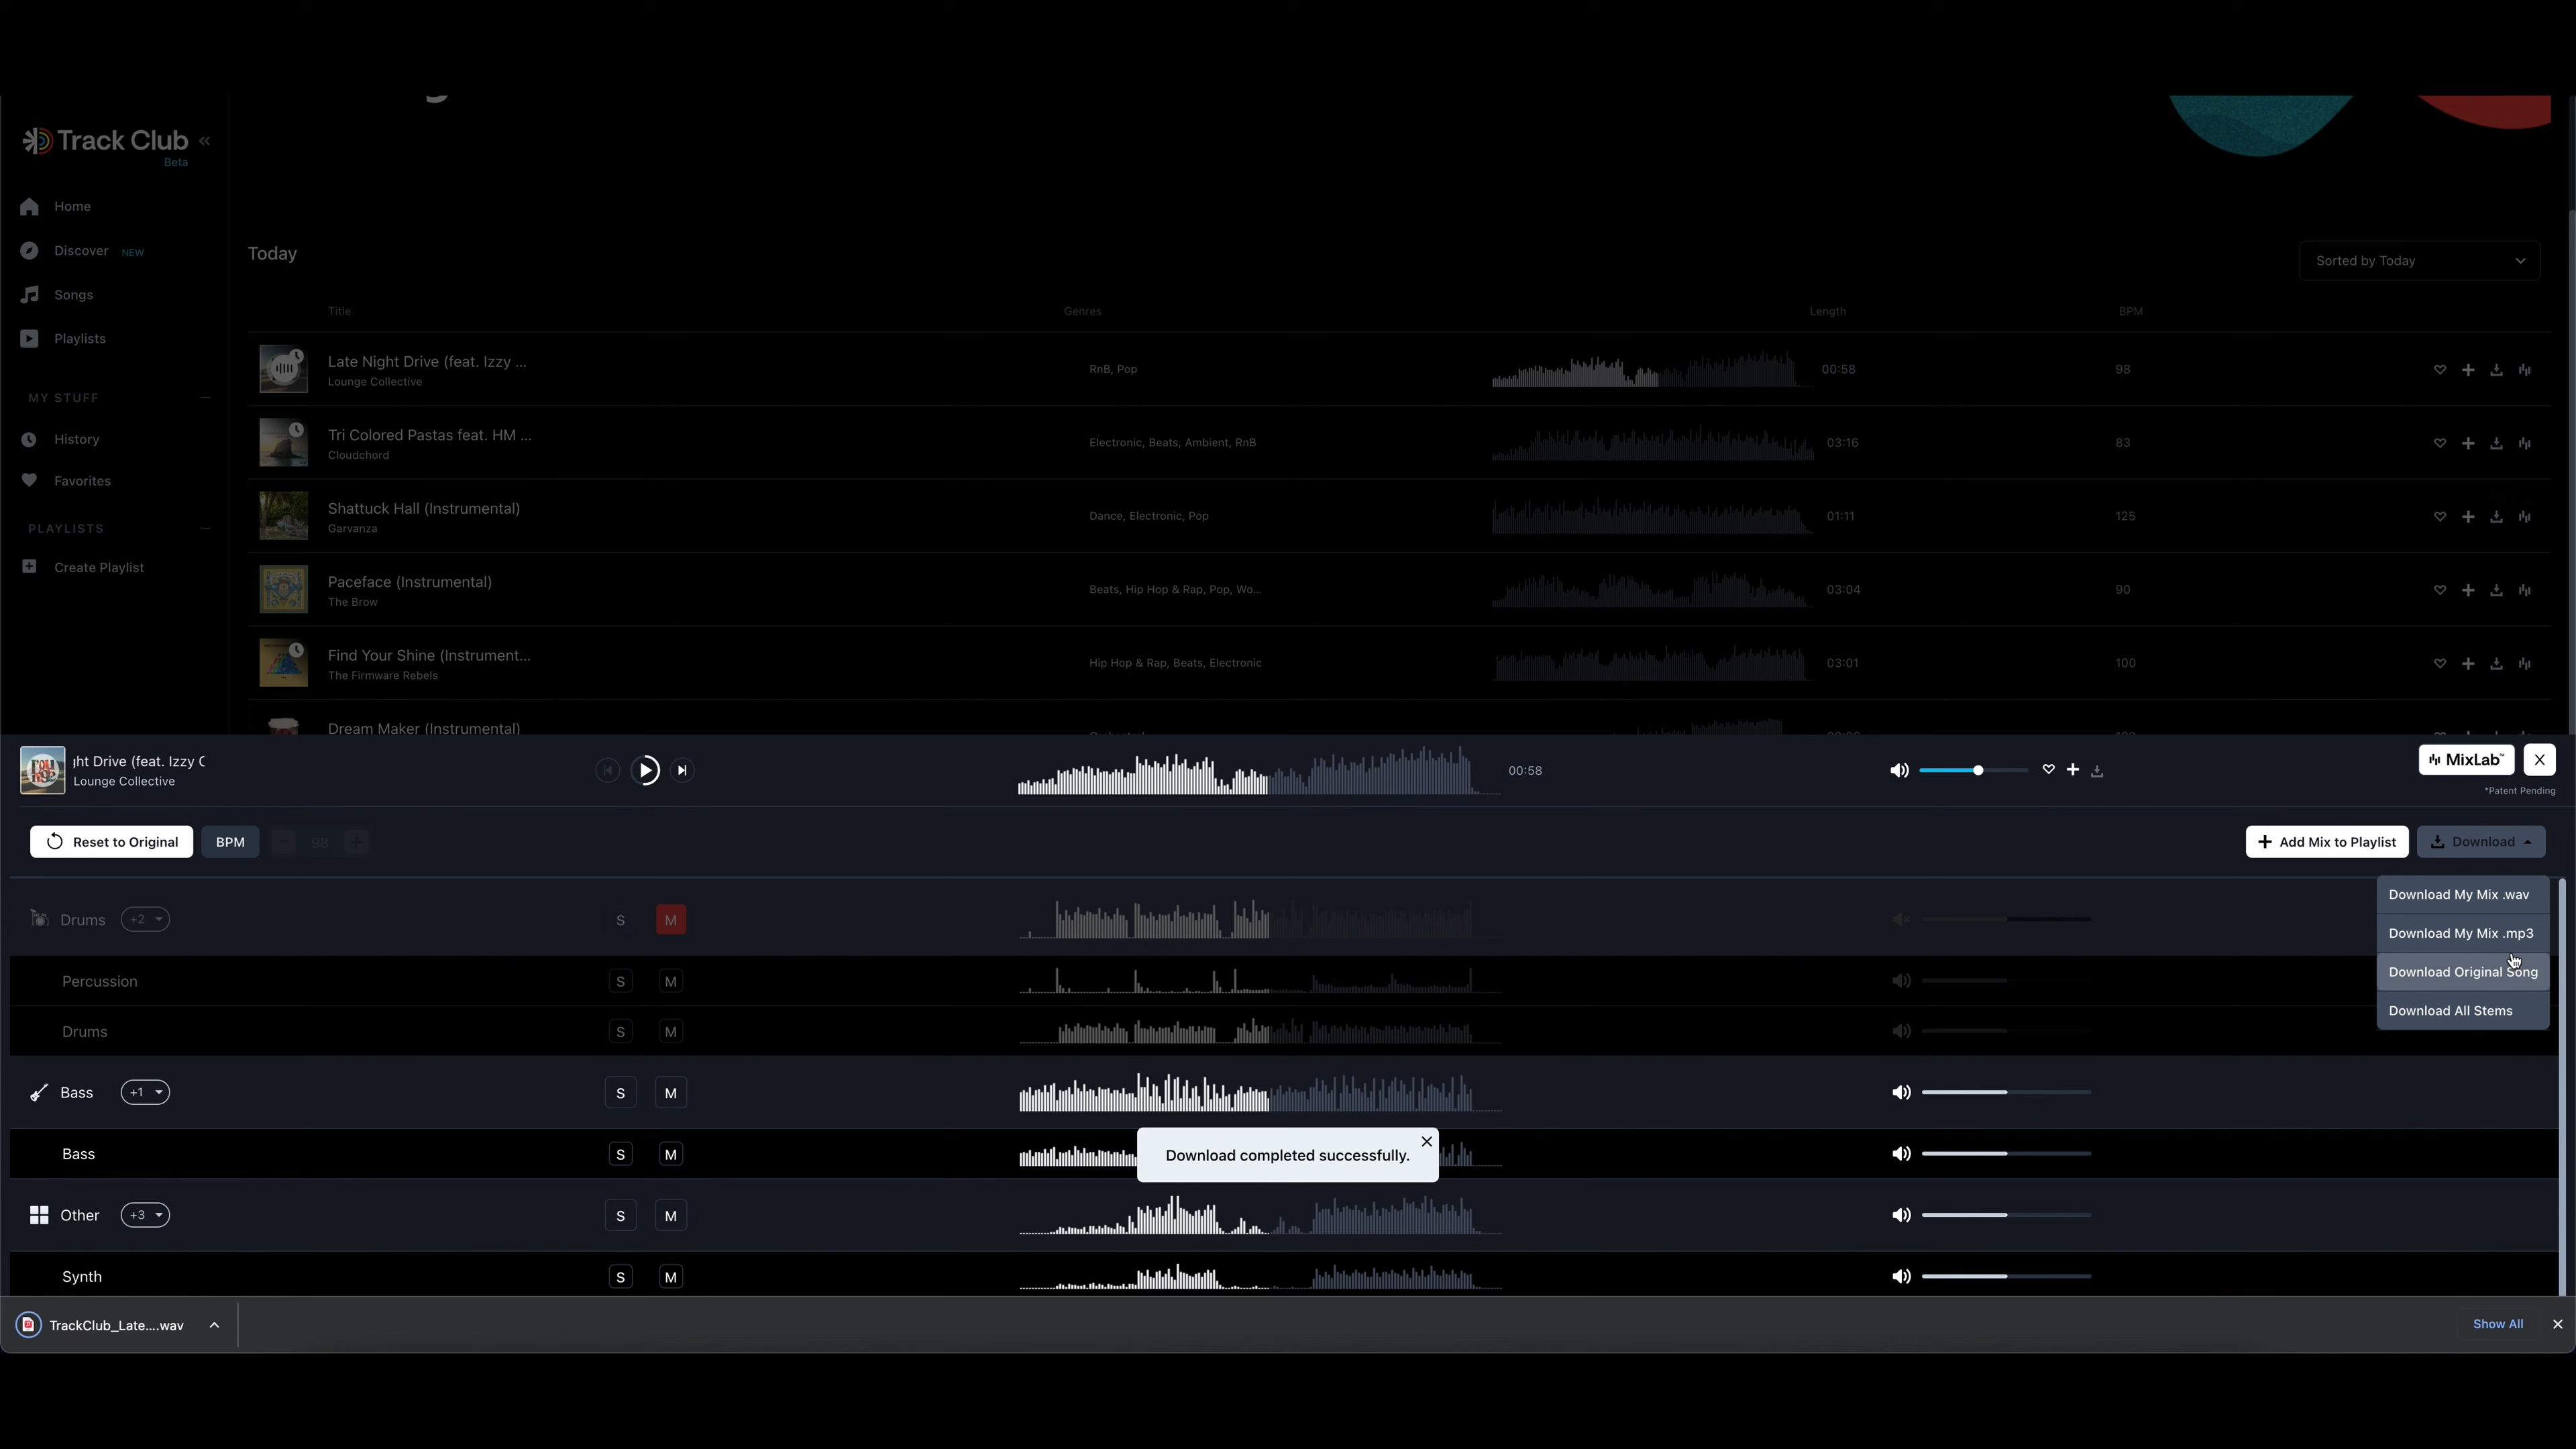 Track Club
Beta
Home
Discover NEW
Songs
Playlists
MY STUFF
History
Favorites
PLAYLISTS
Create Playlist
Today
Sorted by Today
Title Genres Length BPM
Late Night Drive (feat. Izzy ...
Lounge Collective
RnB, Pop
00:58
98
Tri Colored Pastas feat. HM ...
Cloudchord
Electronic, Beats, Ambient, RnB
03:16
83
Shattuck Hall (Instrumental)
Garvanza
Dance, Electronic, Pop
01:11
125
Paceface (Instrumental)
The Brow
Beats, Hip Hop & Rap, Pop, Wo...
03:04
90
Find Your Shine (Instrument...
The Firmware Rebels
Hip Hop & Rap, Beats, Electronic
03:01
100
Dream Maker (Instrumental)
ht Drive (feat. Izzy C
Lounge Collective
00:58
MixLab™
X
*Patent Pending
Reset to Original
BPM
- 98 +
Add Mix to Playlist
Download
Download My Mix .wav
Download My Mix .mp3
Download Original Song
Download All Stems
Drums +2 S M
Percussion S M
Drums S M
Bass +1 S M
Bass S M
Download completed successfully.
Other +3 S M
Synth S M
TrackClub_Late....wav
Show All